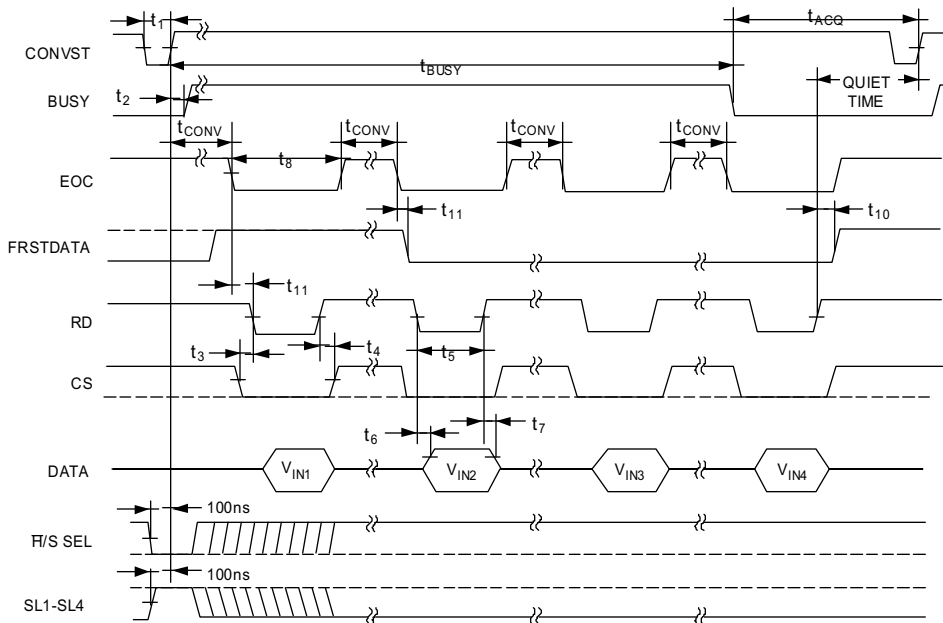 t1
tACQ
CONVST
tBUSY
QUIET
TIME
t2
BUSY
tCONV
tCONV
tCONV
tCONV
t8
EOC
t11
t10
FRSTDATA
t11
RD
t3
t4
t5
CS
t6
t7
DATA
VIN1
VIN2
VIN3
VIN4
100ns
H̅/S SEL
100ns
SL1-SL4